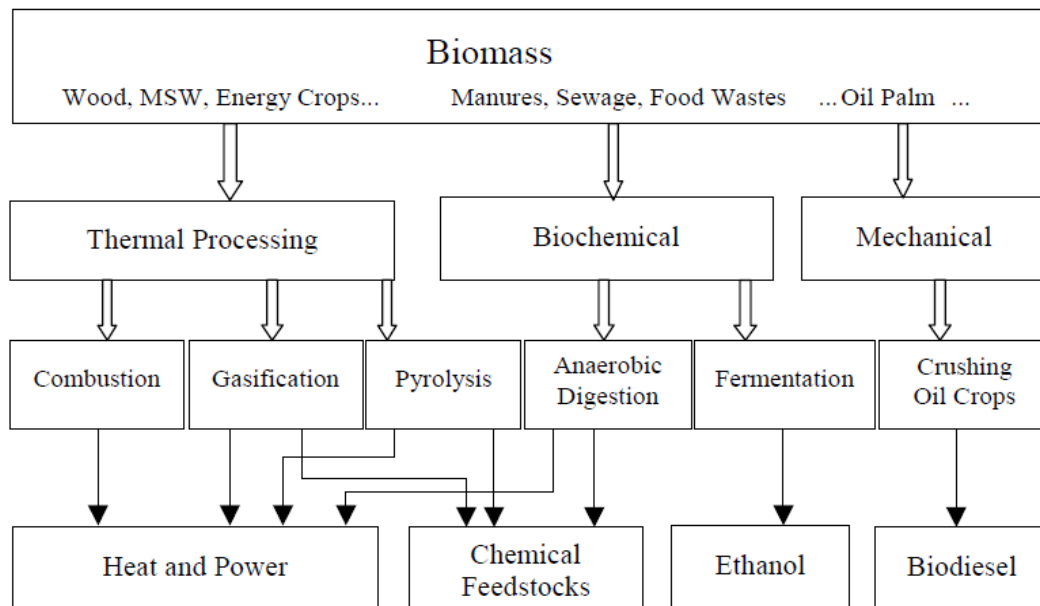 Biomass
Wood, MSW, Energy Crops... Manures, Sewage, Food Wastes ... Oil Palm ...
Thermal Processing
Biochemical
Mechanical
Combustion
Gasification
Pyrolysis
Anaerobic
Digestion
Fermentation
Crushing
Oil Crops
Heat and Power
Chemical
Feedstocks
Ethanol
Biodiesel